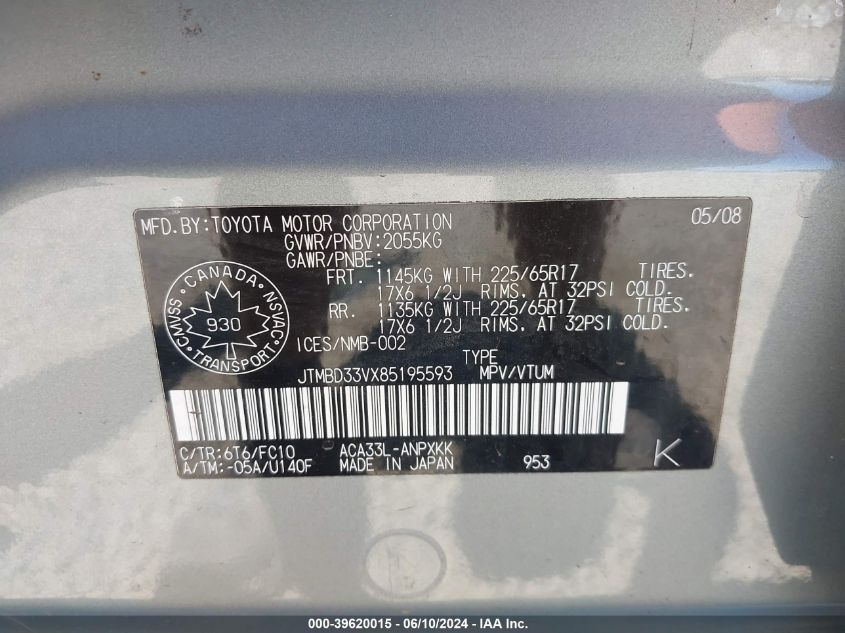 MFD.BY:TOYOTA MOTOR CORPORATION 05/08
GVWR/PNBV:2055KG
GAWR/PNBE:
FRT. 1145KG WITH 225/65R17 TIRES.
17X6 1/2J RIMS. AT 32PSI COLD.
RR. 1135KG WITH 225/65R17 TIRES.
17X6 1/2J RIMS. AT 32PSI COLD.
CANADA
CMVSS 930 NSVAC
TRANSPORT
ICES/NMB-002
TYPE
JTMBD33VX85195593 MPV/VTUM
C/TR:6T6/FC10 ACA33L-ANPXKK
A/TM:-05A/U140F MADE IN JAPAN 953 K
000-39620015 - 06/10/2024 - IAA Inc.